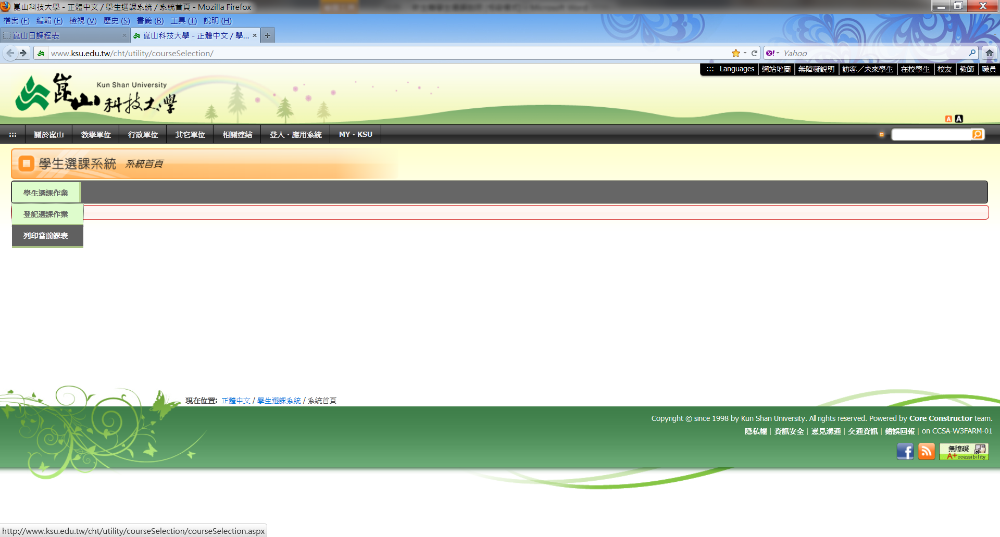 崑山科技大學 - 正體中文 / 學生選課系統 / 系統首頁 - Mozilla Firefox
檔案 (F) 編輯 (E) 檢視 (V) 歷史 (S) 書籤 (B) 工具 (T) 說明 (H)
崑山日課程表
崑山科技大學 - 正體中文 / 學...
www.ksu.edu.tw/cht/utility/courseSelection/
Yahoo
::: Languages 網站地圖 無障礙說明 訪客／未來學生 在校學生 校友 教師 職員
Kun Shan University
崑山科技大學
A A
::: 關於崑山 教學單位 行政單位 其它單位 相關連結 登入‧應用系統 MY‧KSU
學生選課系統 系統首頁
學生選課作業
登記選課作業
列印當前課表
現在位置: 正體中文 / 學生選課系統 / 系統首頁
Copyright © since 1998 by Kun Shan University. All rights reserved. Powered by Core Constructor team.
隱私權 | 資訊安全 | 意見溝通 | 交通資訊 | 錯誤回報 | on CCSA-W3FARM-01
無障礙
A+ccessibility
http://www.ksu.edu.tw/cht/utility/courseSelection/courseSelection.aspx